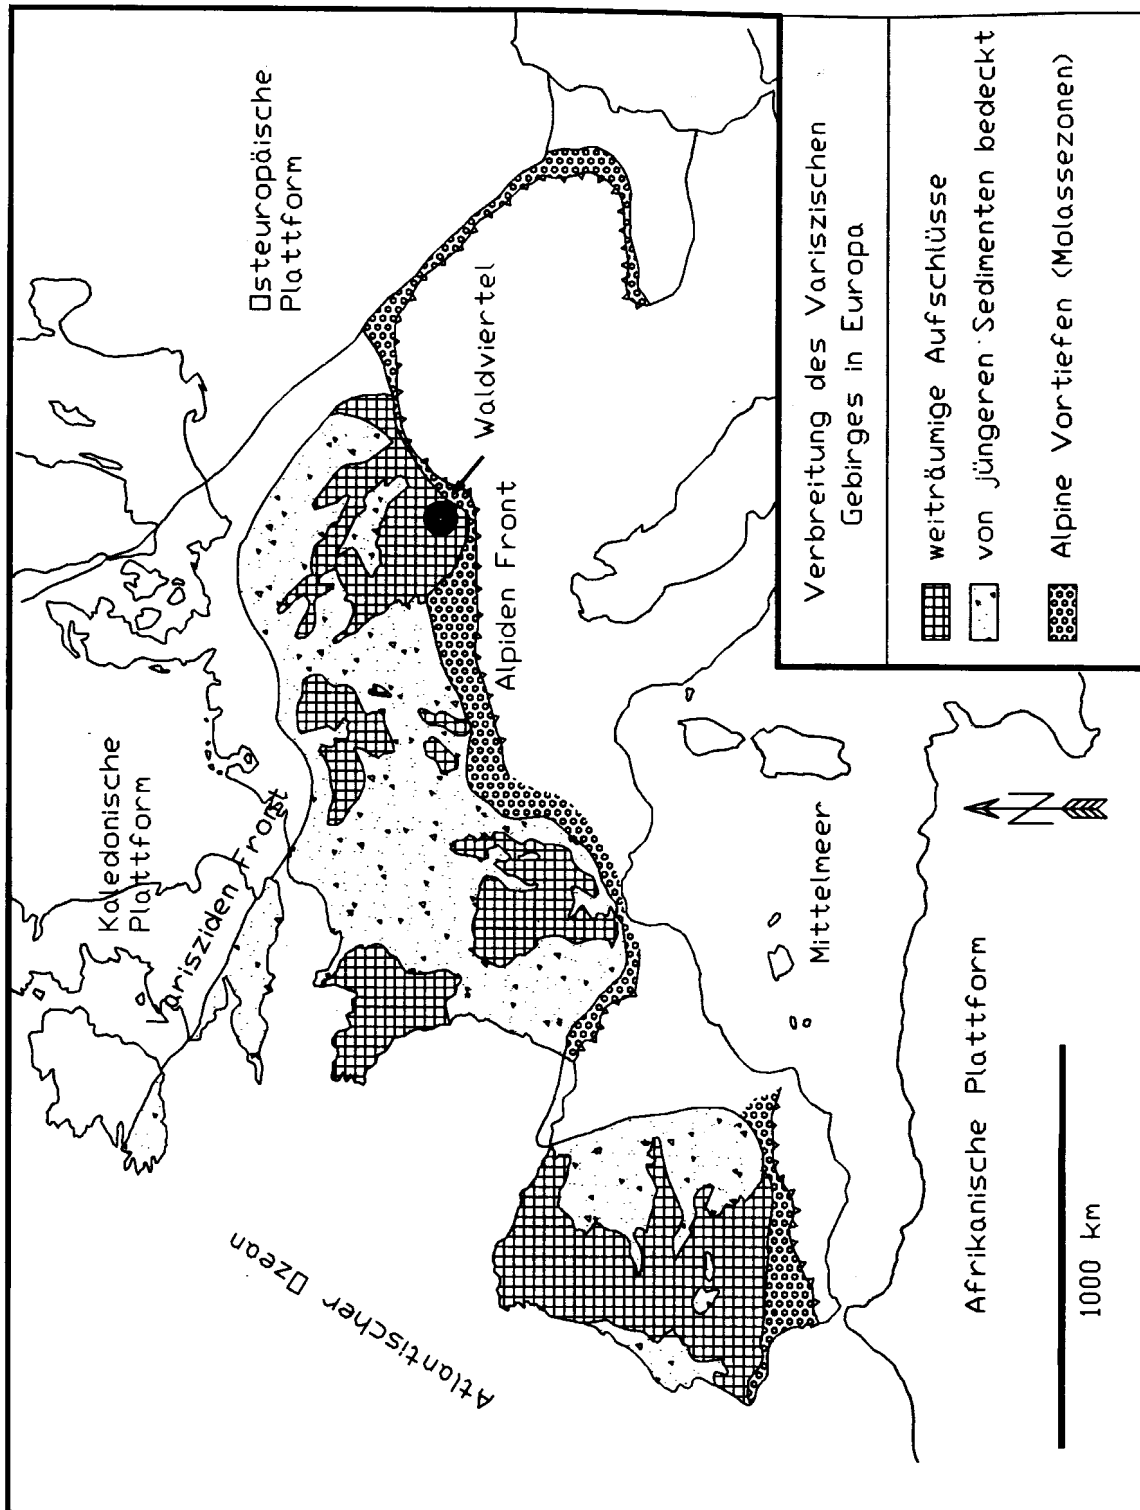 Verbreitung des Variszischen
Gebirges in Europa
weiträumige Aufschlüsse
von jüngeren Sedimenten bedeckt
Alpine Vortiefen (Molassezonen)
Osteuropäische
Plattform
Kaledonische
Plattform
Varisziden Front
Waldviertel
Alpiden Front
Atlantischer Ozean
Mittelmeer
Afrikanische Plattform
N
1000 km